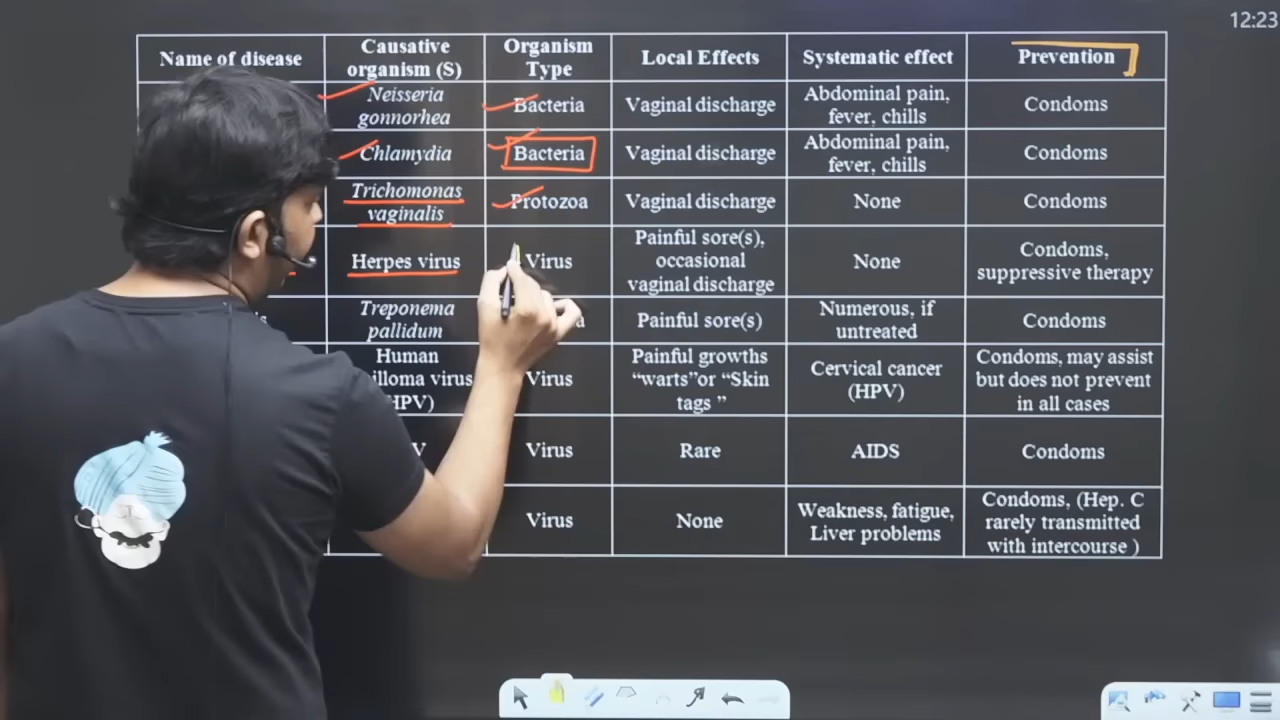 12:23
Name of disease
Causative
organism (S)
Organism
Type
Local Effects
Systematic effect
Prevention
Neisseria
gonnorhea
Bacteria
Vaginal discharge
Abdominal pain,
fever, chills
Condoms
Chlamydia
Bacteria
Vaginal discharge
Abdominal pain,
fever, chills
Condoms
Trichomonas
vaginalis
Protozoa
Vaginal discharge
None
Condoms
Herpes virus
Virus
Painful sore(s),
occasional
vaginal discharge
None
Condoms,
suppressive therapy
Treponema
pallidum
Painful sore(s)
Numerous, if
untreated
Condoms
Human
virus
Virus
Painful growths
“warts”or “Skin
tags ”
Cervical cancer
(HPV)
Condoms, may assist
but does not prevent
in all cases
Virus
Rare
AIDS
Condoms
Virus
None
Weakness, fatigue,
Liver problems
Condoms, (Hep. C
rarely transmitted
with intercourse )